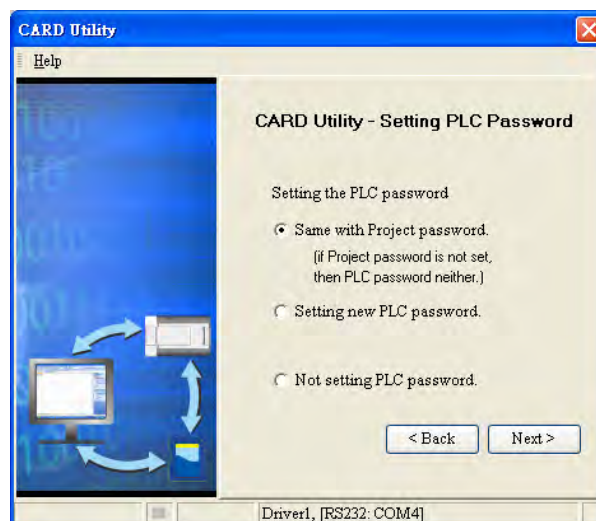 CARD Utility
Help
CARD Utility - Setting PLC Password
Setting the PLC password
Same with Project password.
(if Project password is not set,
then PLC password neither.)
Setting new PLC password.
Not setting PLC password.
< Back
Next >
Driver1, [RS232: COM4]